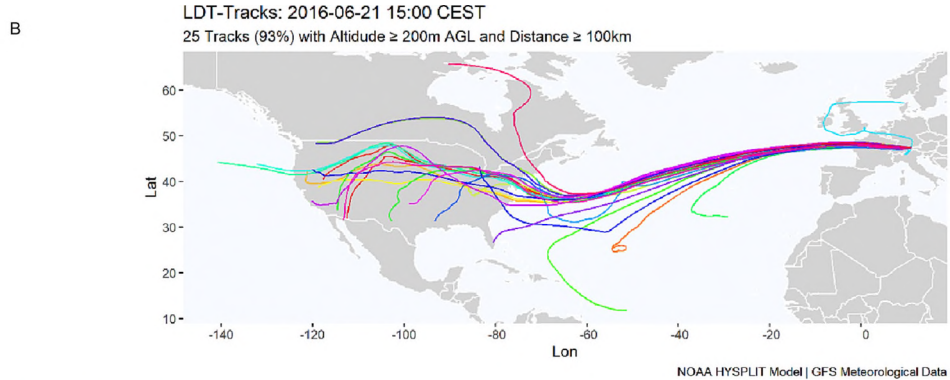 B
LDT-Tracks: 2016-06-21 15:00 CEST
25 Tracks (93%) with Altidude ≥ 200m AGL and Distance ≥ 100km
Lat
60
50
40
30
20
10
-140 -120 -100 -80 -60 -40 -20 0
Lon
NOAA HYSPLIT Model | GFS Meteorological Data